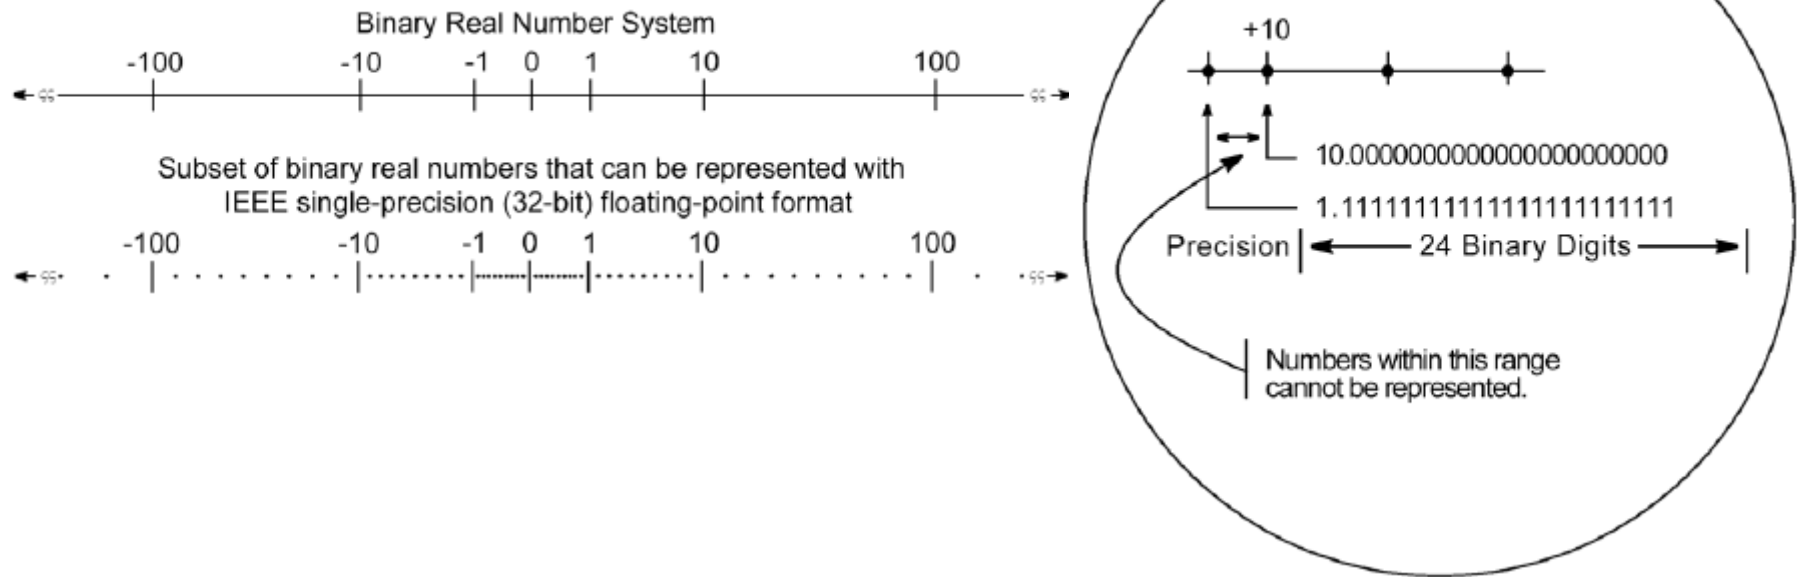 Binary Real Number System
-100 -10 -1 0 1 10 100
Subset of binary real numbers that can be represented with
IEEE single-precision (32-bit) floating-point format
-100 -10 -1 0 1 10 100
+10
10.0000000000000000000000
1.11111111111111111111111
Precision 24 Binary Digits
Numbers within this range
cannot be represented.